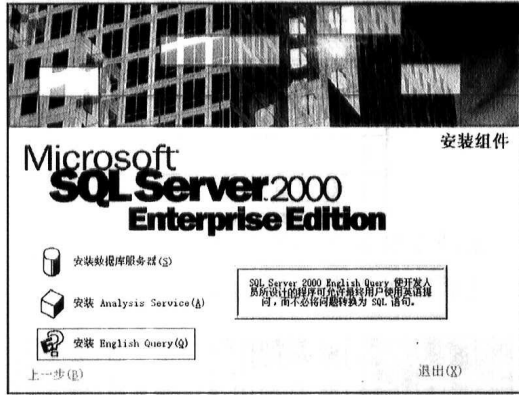 安装组件
Microsoft
SQL Server 2000
Enterprise Edition
安装数据库服务器(S)
SQL Server 2000 English Query 使开发人
员所设计的程序可允许最终用户使用英语提
问，而不必将问题转换为 SQL 语句。
安装 Analysis Service(A)
安装 English Query(Q)
上一步(B)
退出(X)